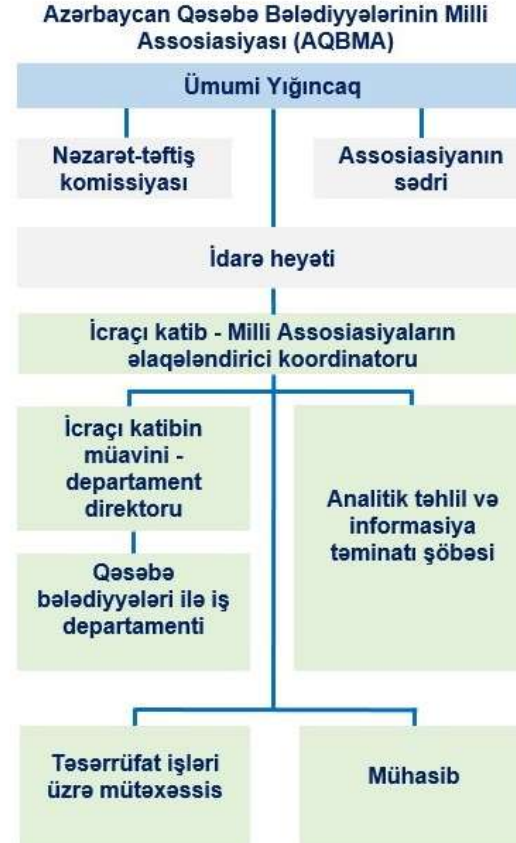 Azərbaycan Qəsəbə Bələdiyyələrinin Milli
Assosiasiyası (AQBMA)
Ümumi Yığıncaq
Nəzarət-təftiş
komissiyası
Assosiasiyanın
sədri
İdarə heyəti
İcraçı katib - Milli Assosiasiyaların
əlaqələndirici koordinatoru
İcraçı katibin
müavini -
departament
direktoru
Analitik təhlil və
informasiya
təminatı şöbəsi
Qəsəbə
bələdiyyələri ilə iş
departamenti
Təsərrüfat işləri
üzrə mütəxəssis
Mühasib